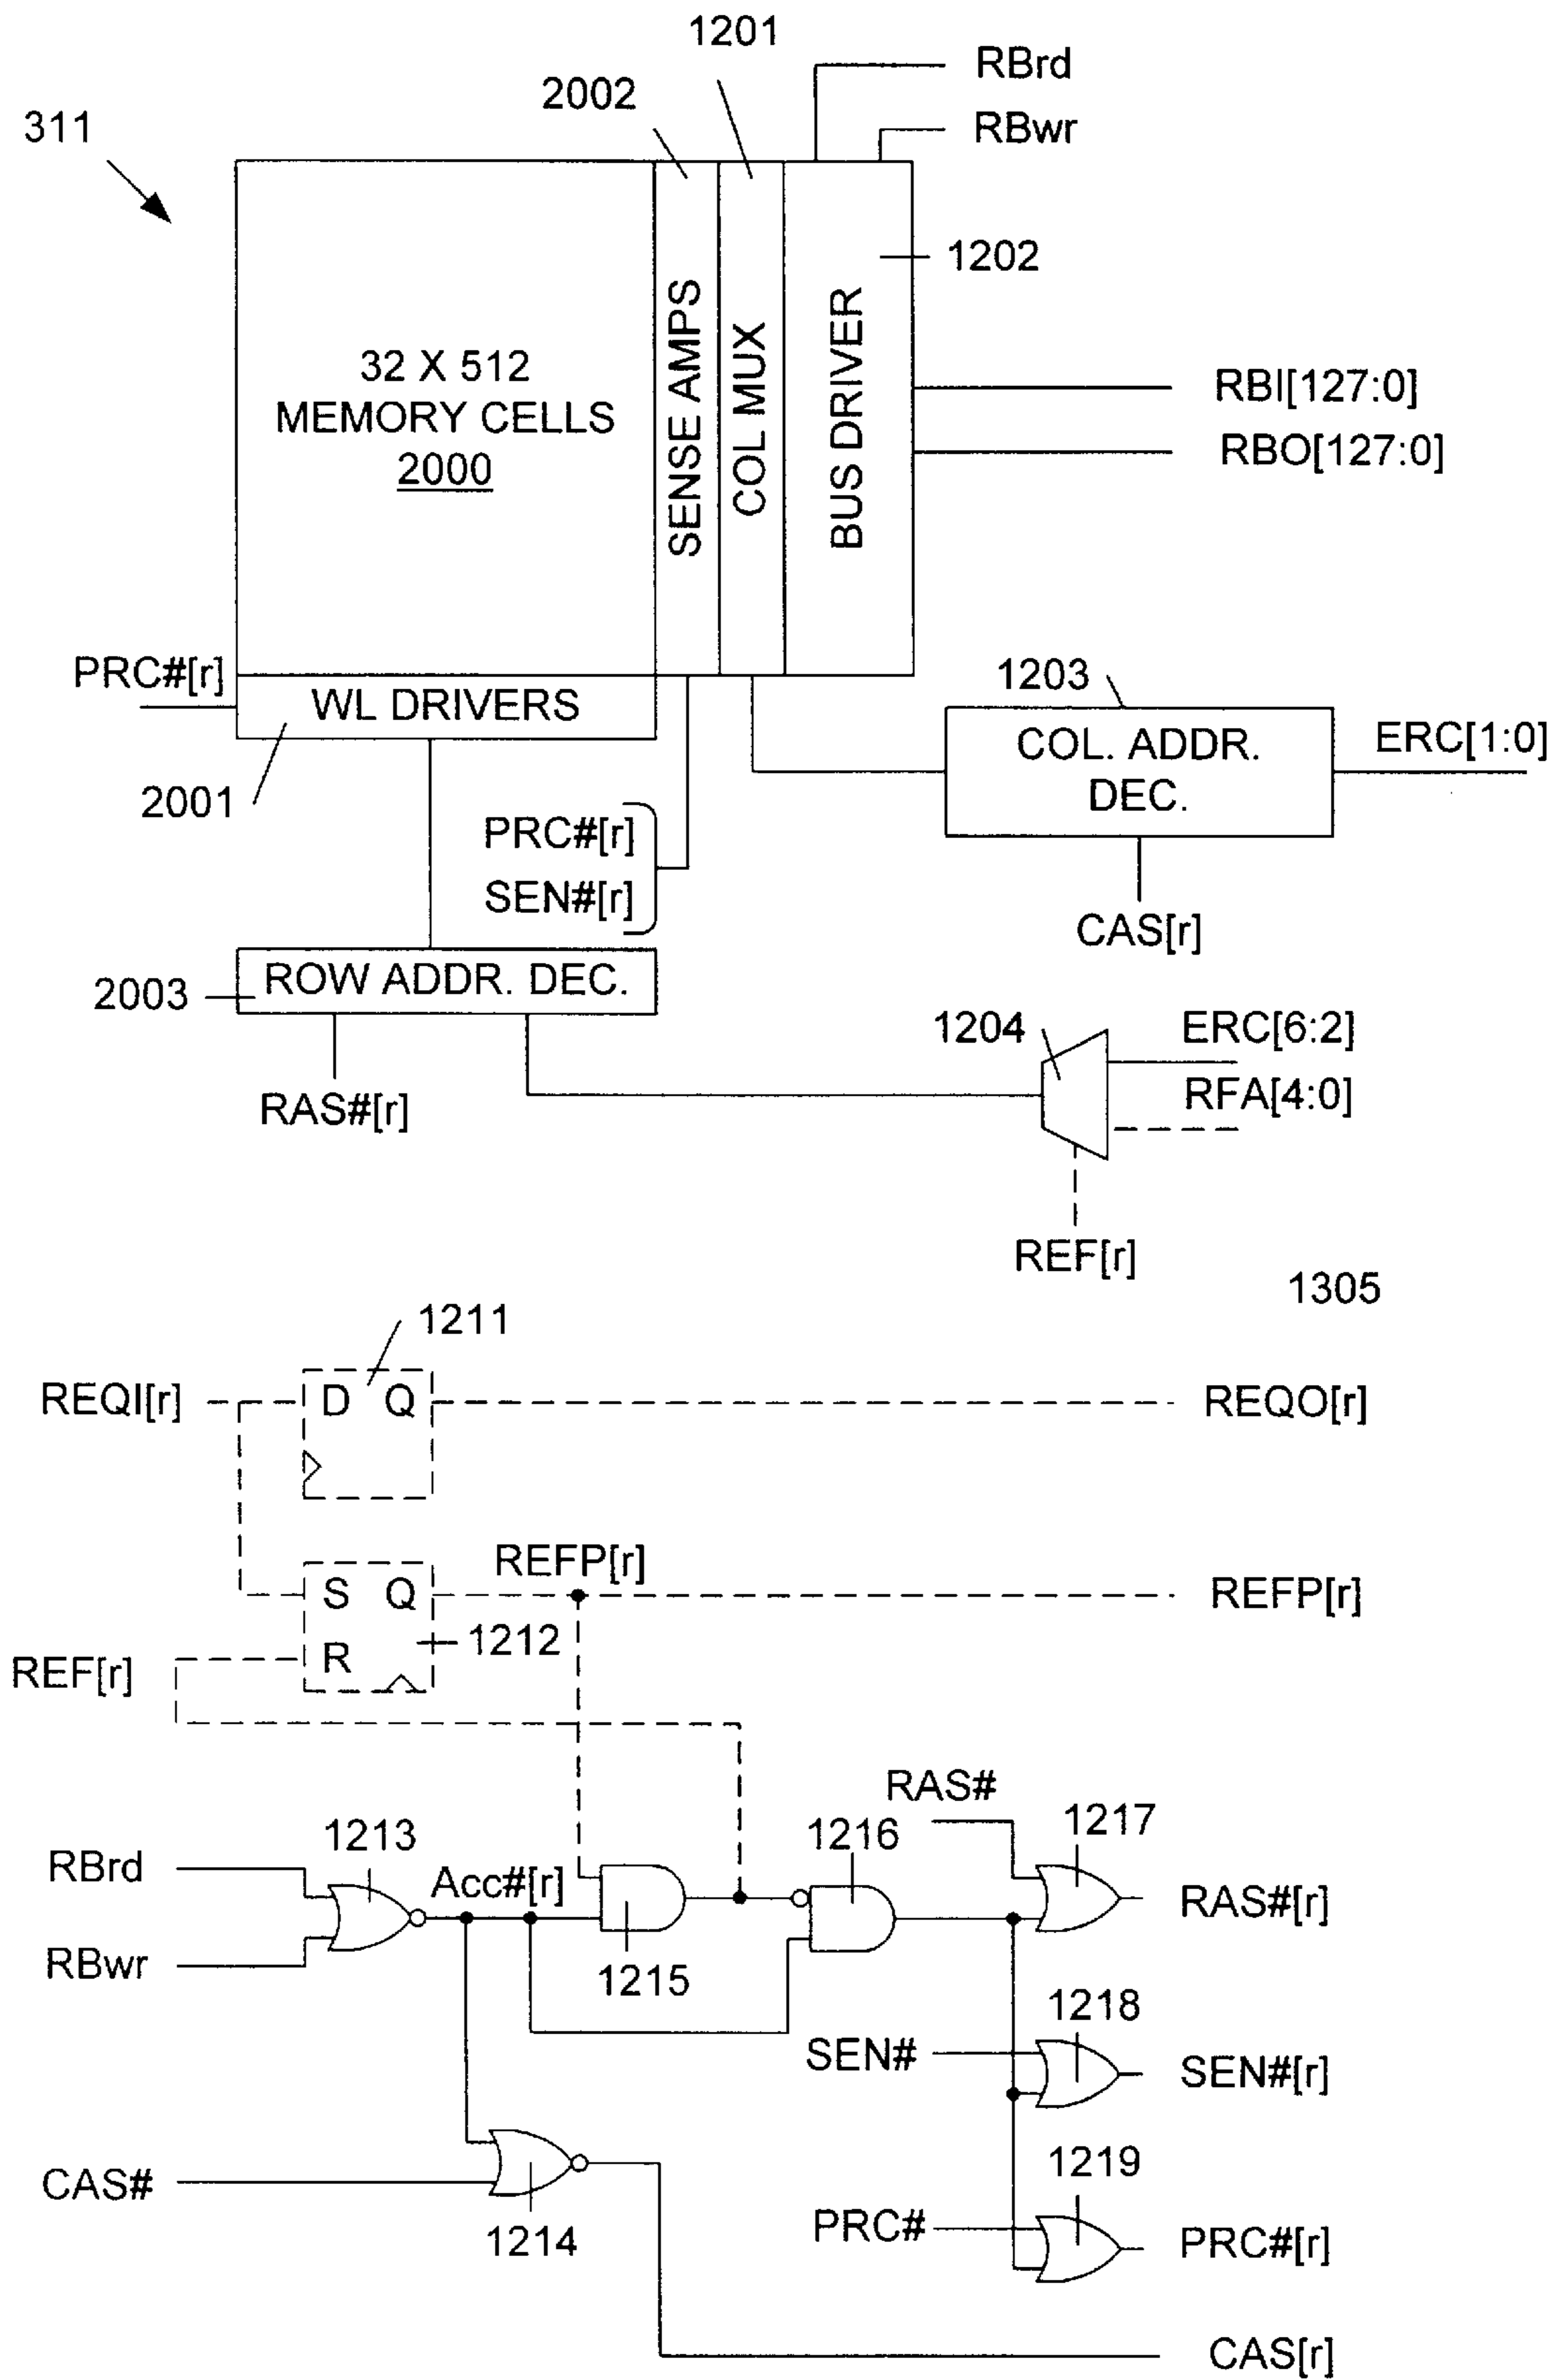 1201
RBrd
2002
RBwr
311
1202
32 X 512
MEMORY CELLS
2000
SENSE AMPS
COL MUX
BUS DRIVER
RBI[127:0]
RBO[127:0]
PRC#[r]
WL DRIVERS
2001
1203
COL. ADDR.
DEC.
ERC[1:0]
PRC#[r]
SEN#[r]
CAS[r]
2003
ROW ADDR. DEC.
RAS#[r]
1204
ERC[6:2]
RFA[4:0]
REF[r]
1305
1211
REQI[r]
D Q
REQO[r]
REFP[r]
S Q
R
REFP[r]
1212
REF[r]
RAS#
1213
1216
1217
RBrd
Acc#[r]
RAS#[r]
RBwr
1215
1218
SEN#
SEN#[r]
CAS#
1214
1219
PRC#
PRC#[r]
CAS[r]